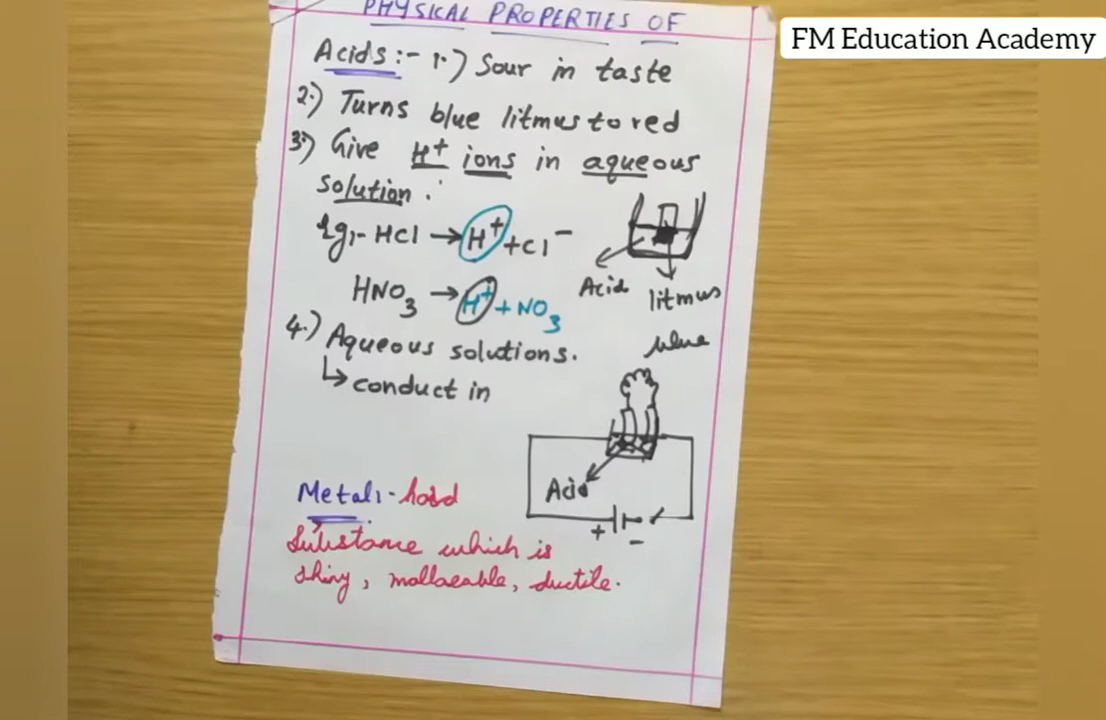 PHYSICAL PROPERTIES OF
FM Education Academy
Acids :- 1.) Sour in taste
2.) Turns blue litmus to red
3.) Give H+ ions in aqueous
solution.
Eg,- HCl → H+ + Cl−
HNO3 → H+ + NO3
Acid litmus
blue
4.) Aqueous solutions.
↳ conduct in
Acid
+ −
Metal,- hard
Substance which is
shiny, mallaeable, ductile.